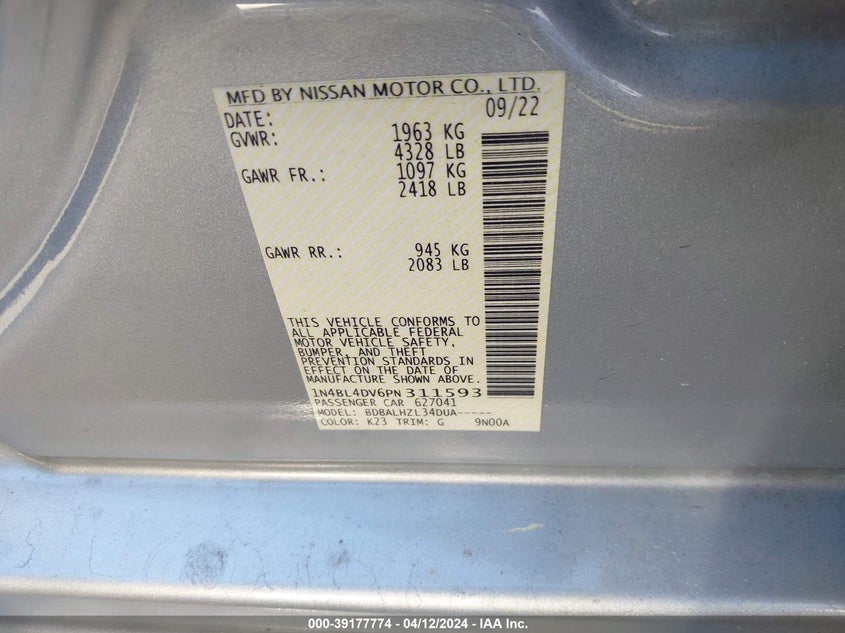 MFD BY NISSAN MOTOR CO., LTD.
DATE: 09/22
GVWR: 1963 KG
4328 LB
GAWR FR.: 1097 KG
2418 LB
GAWR RR.: 945 KG
2083 LB
THIS VEHICLE CONFORMS TO
ALL APPLICABLE FEDERAL
MOTOR VEHICLE SAFETY,
BUMPER, AND THEFT
PREVENTION STANDARDS IN
EFFECT ON THE DATE OF
MANUFACTURE SHOWN ABOVE.
1N4BL4DV6PN311593
PASSENGER CAR 627041
MODEL: BDBALHZL34DUA-----
COLOR: K23 TRIM: G 9N00A
000-39177774 - 04/12/2024 - IAA Inc.